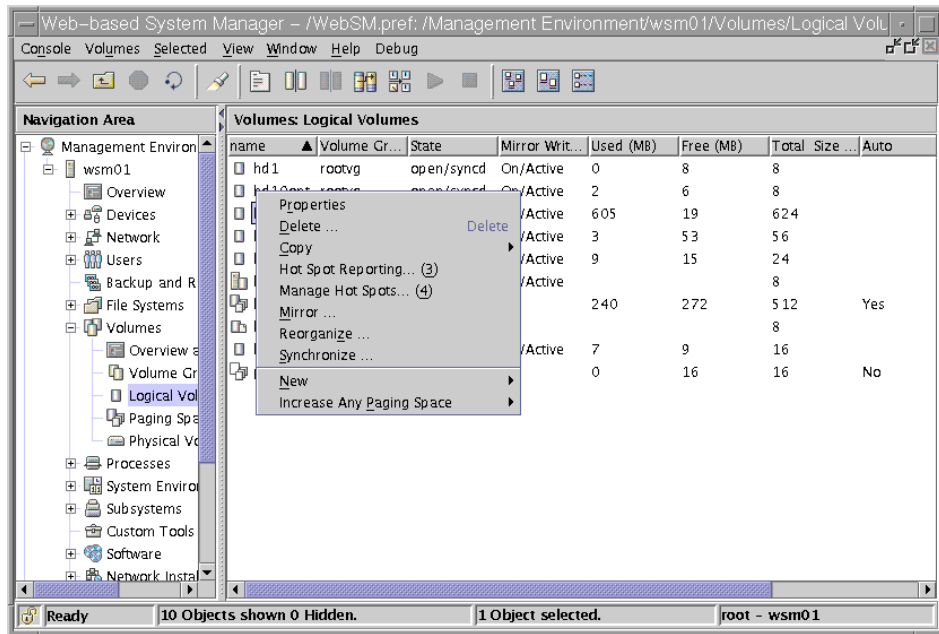 Web-based System Manager – /WebSM.pref: /Management Environment/wsm01/Volumes/Logical Volu
Console Volumes Selected View Window Help Debug
Navigation Area
Volumes: Logical Volumes
Management Environ
wsm01
Overview
Devices
Network
Users
Backup and R
File Systems
Volumes
Overview a
Volume Gr
Logical Vol
Paging Spa
Physical Vo
Processes
System Enviro
Subsystems
Custom Tools
Software
Network Instal
name Volume Gr... State Mirror Writ... Used (MB) Free (MB) Total Size ... Auto
hd1 rootvg open/syncd On/Active 0 8 8
hd10opt rootvg open/syncd On/Active 2 6 8
/Active 605 19 624
/Active 3 53 56
/Active 9 15 24
/Active 8
240 272 512 Yes
8
/Active 7 9 16
0 16 16 No
Properties
Delete ... Delete
Copy
Hot Spot Reporting... (3)
Manage Hot Spots... (4)
Mirror ...
Reorganize ...
Synchronize ...
New
Increase Any Paging Space
Ready 10 Objects shown 0 Hidden. 1 Object selected. root - wsm01